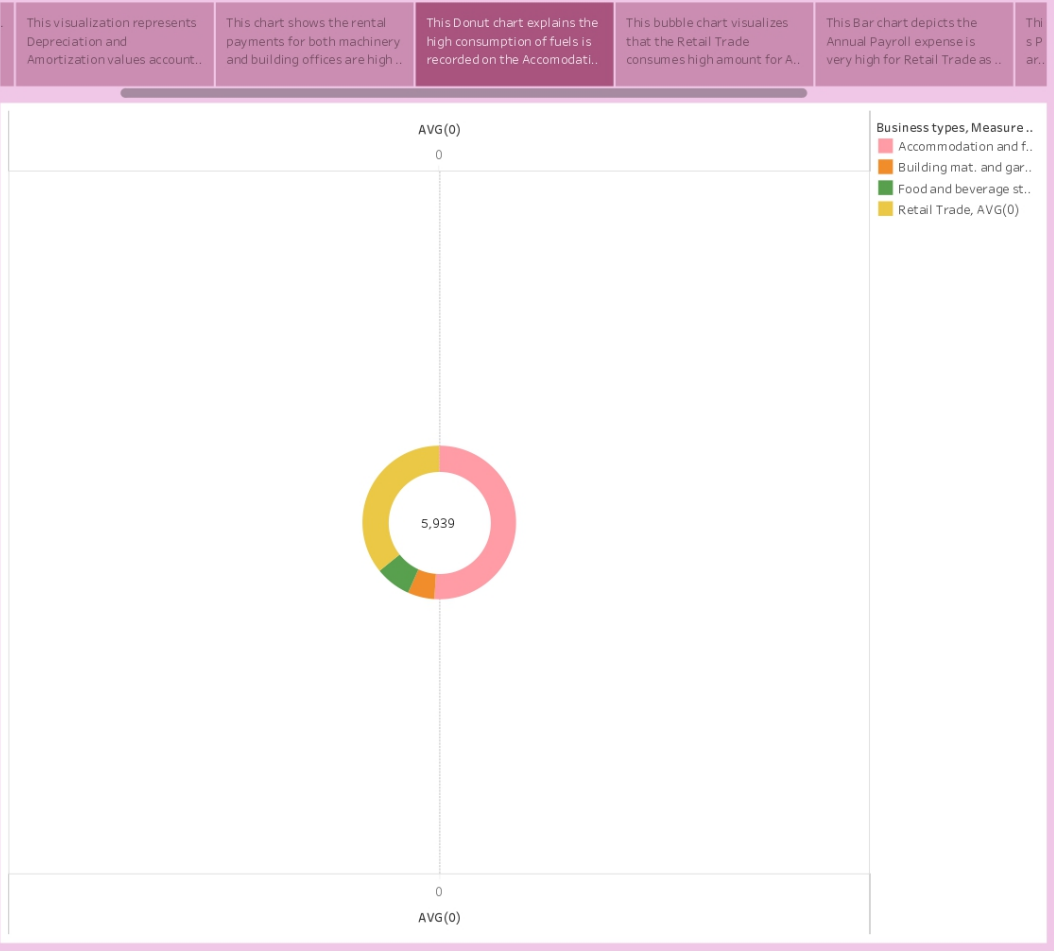 .
This visualization represents
Depreciation and
Amortization values account..
This chart shows the rental
payments for both machinery
and building offices are high ..
This Donut chart explains the
high consumption of fuels is
recorded on the Accomodati..
This bubble chart visualizes
that the Retail Trade
consumes high amount for A..
This Bar chart depicts the
Annual Payroll expense is
very high for Retail Trade as ..
Thi
s P
ar..
AVG(0)
0
5,939
0
AVG(0)
Business types, Measure ..
Accommodation and f..
Building mat. and gar..
Food and beverage st..
Retail Trade, AVG(0)